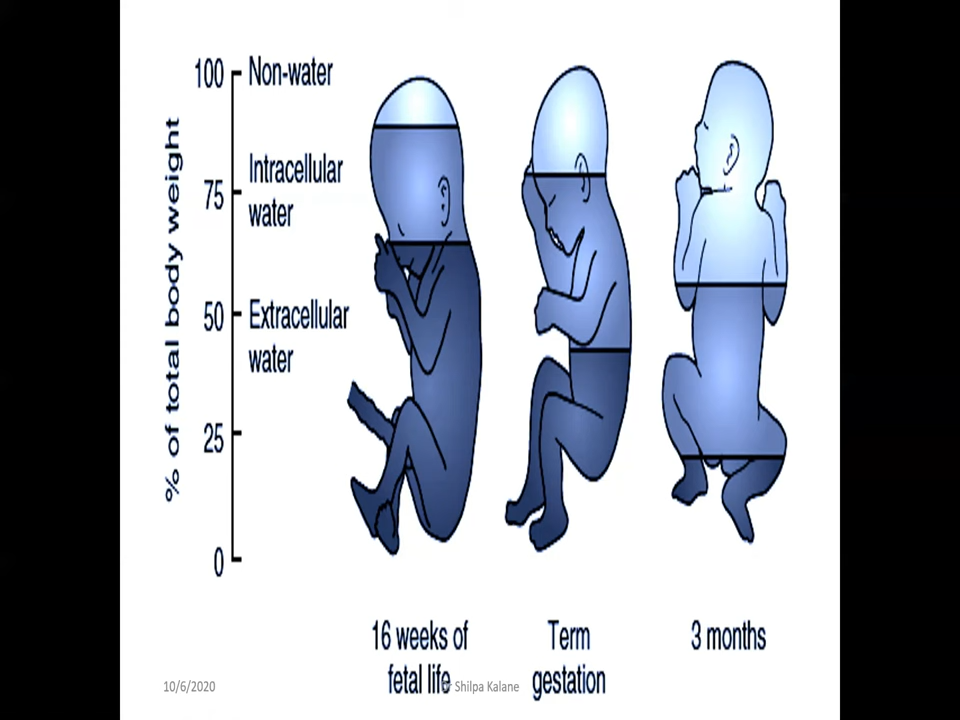 % of total body weight
100
75
50
25
0
Non-water
Intracellular
water
Extracellular
water
16 weeks of
fetal life
Term
gestation
3 months
10/6/2020
Shilpa Kalane